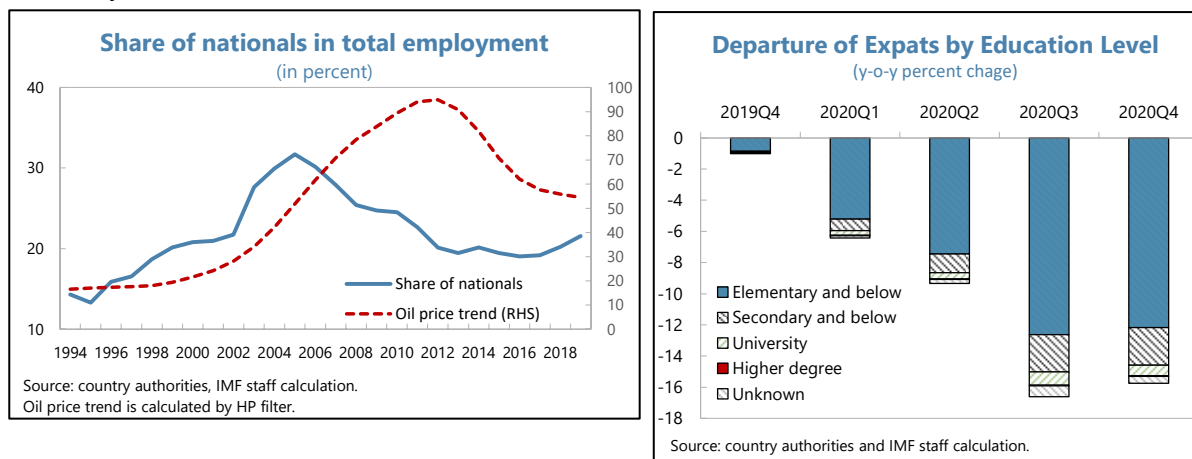 Share of nationals in total employment
(in percent)
40
30
20
10
100
90
80
70
60
50
40
30
20
10
0
Share of nationals
Oil price trend (RHS)
1994 1996 1998 2000 2002 2004 2006 2008 2010 2012 2014 2016 2018
Source: country authorities, IMF staff calculation.
Oil price trend is calculated by HP filter.
Departure of Expats by Education Level
(y-o-y percent chage)
2019Q4 2020Q1 2020Q2 2020Q3 2020Q4
0
-2
-4
-6
-8
-10
-12
-14
-16
-18
Elementary and below
Secondary and below
University
Higher degree
Unknown
Source: country authorities and IMF staff calculation.